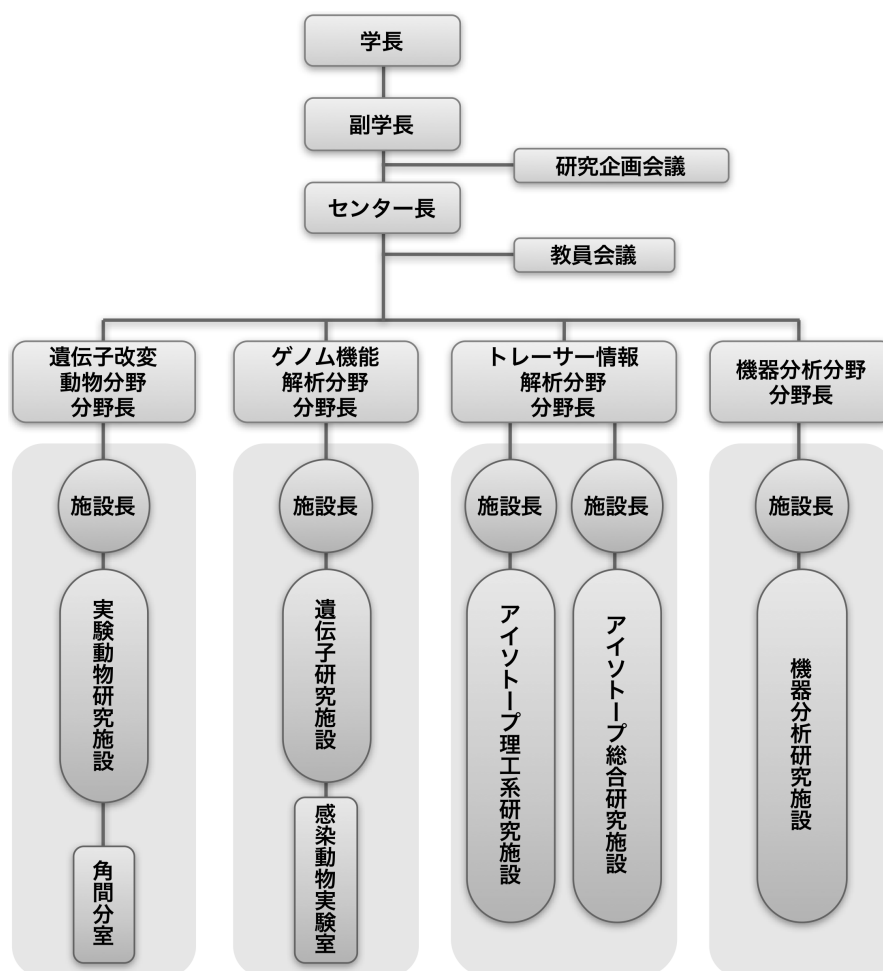 学長
副学長
研究企画会議
センター長
教員会議
遺伝子改変
動物分野
分野長
ゲノム機能
解析分野
分野長
トレーサー情報
解析分野
分野長
機器分析分野
分野長
施設長
施設長
施設長
施設長
施設長
実験動物研究施設
遺伝子研究施設
アイソトープ理工系研究施設
アイソトープ総合研究施設
機器分析研究施設
角間分室
感染動物実験室